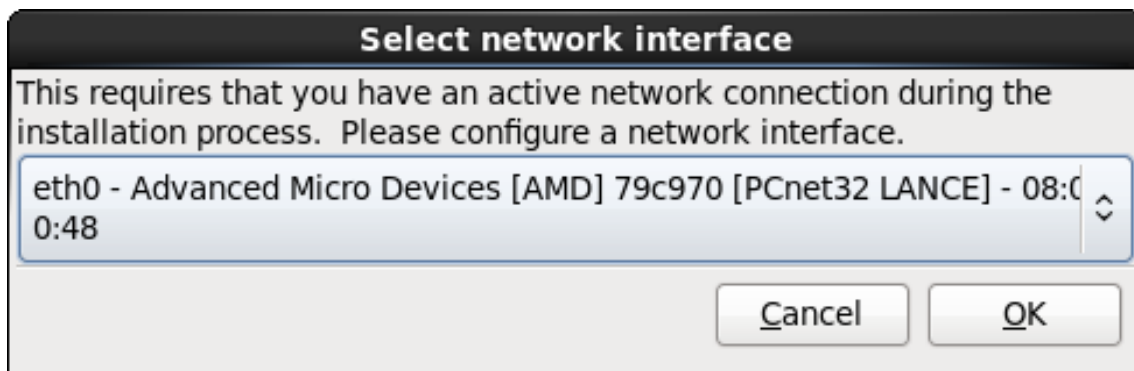 Select network interface
This requires that you have an active network connection during the
installation process.  Please configure a network interface.
eth0 - Advanced Micro Devices [AMD] 79c970 [PCnet32 LANCE] - 08:
0:48
Cancel
OK